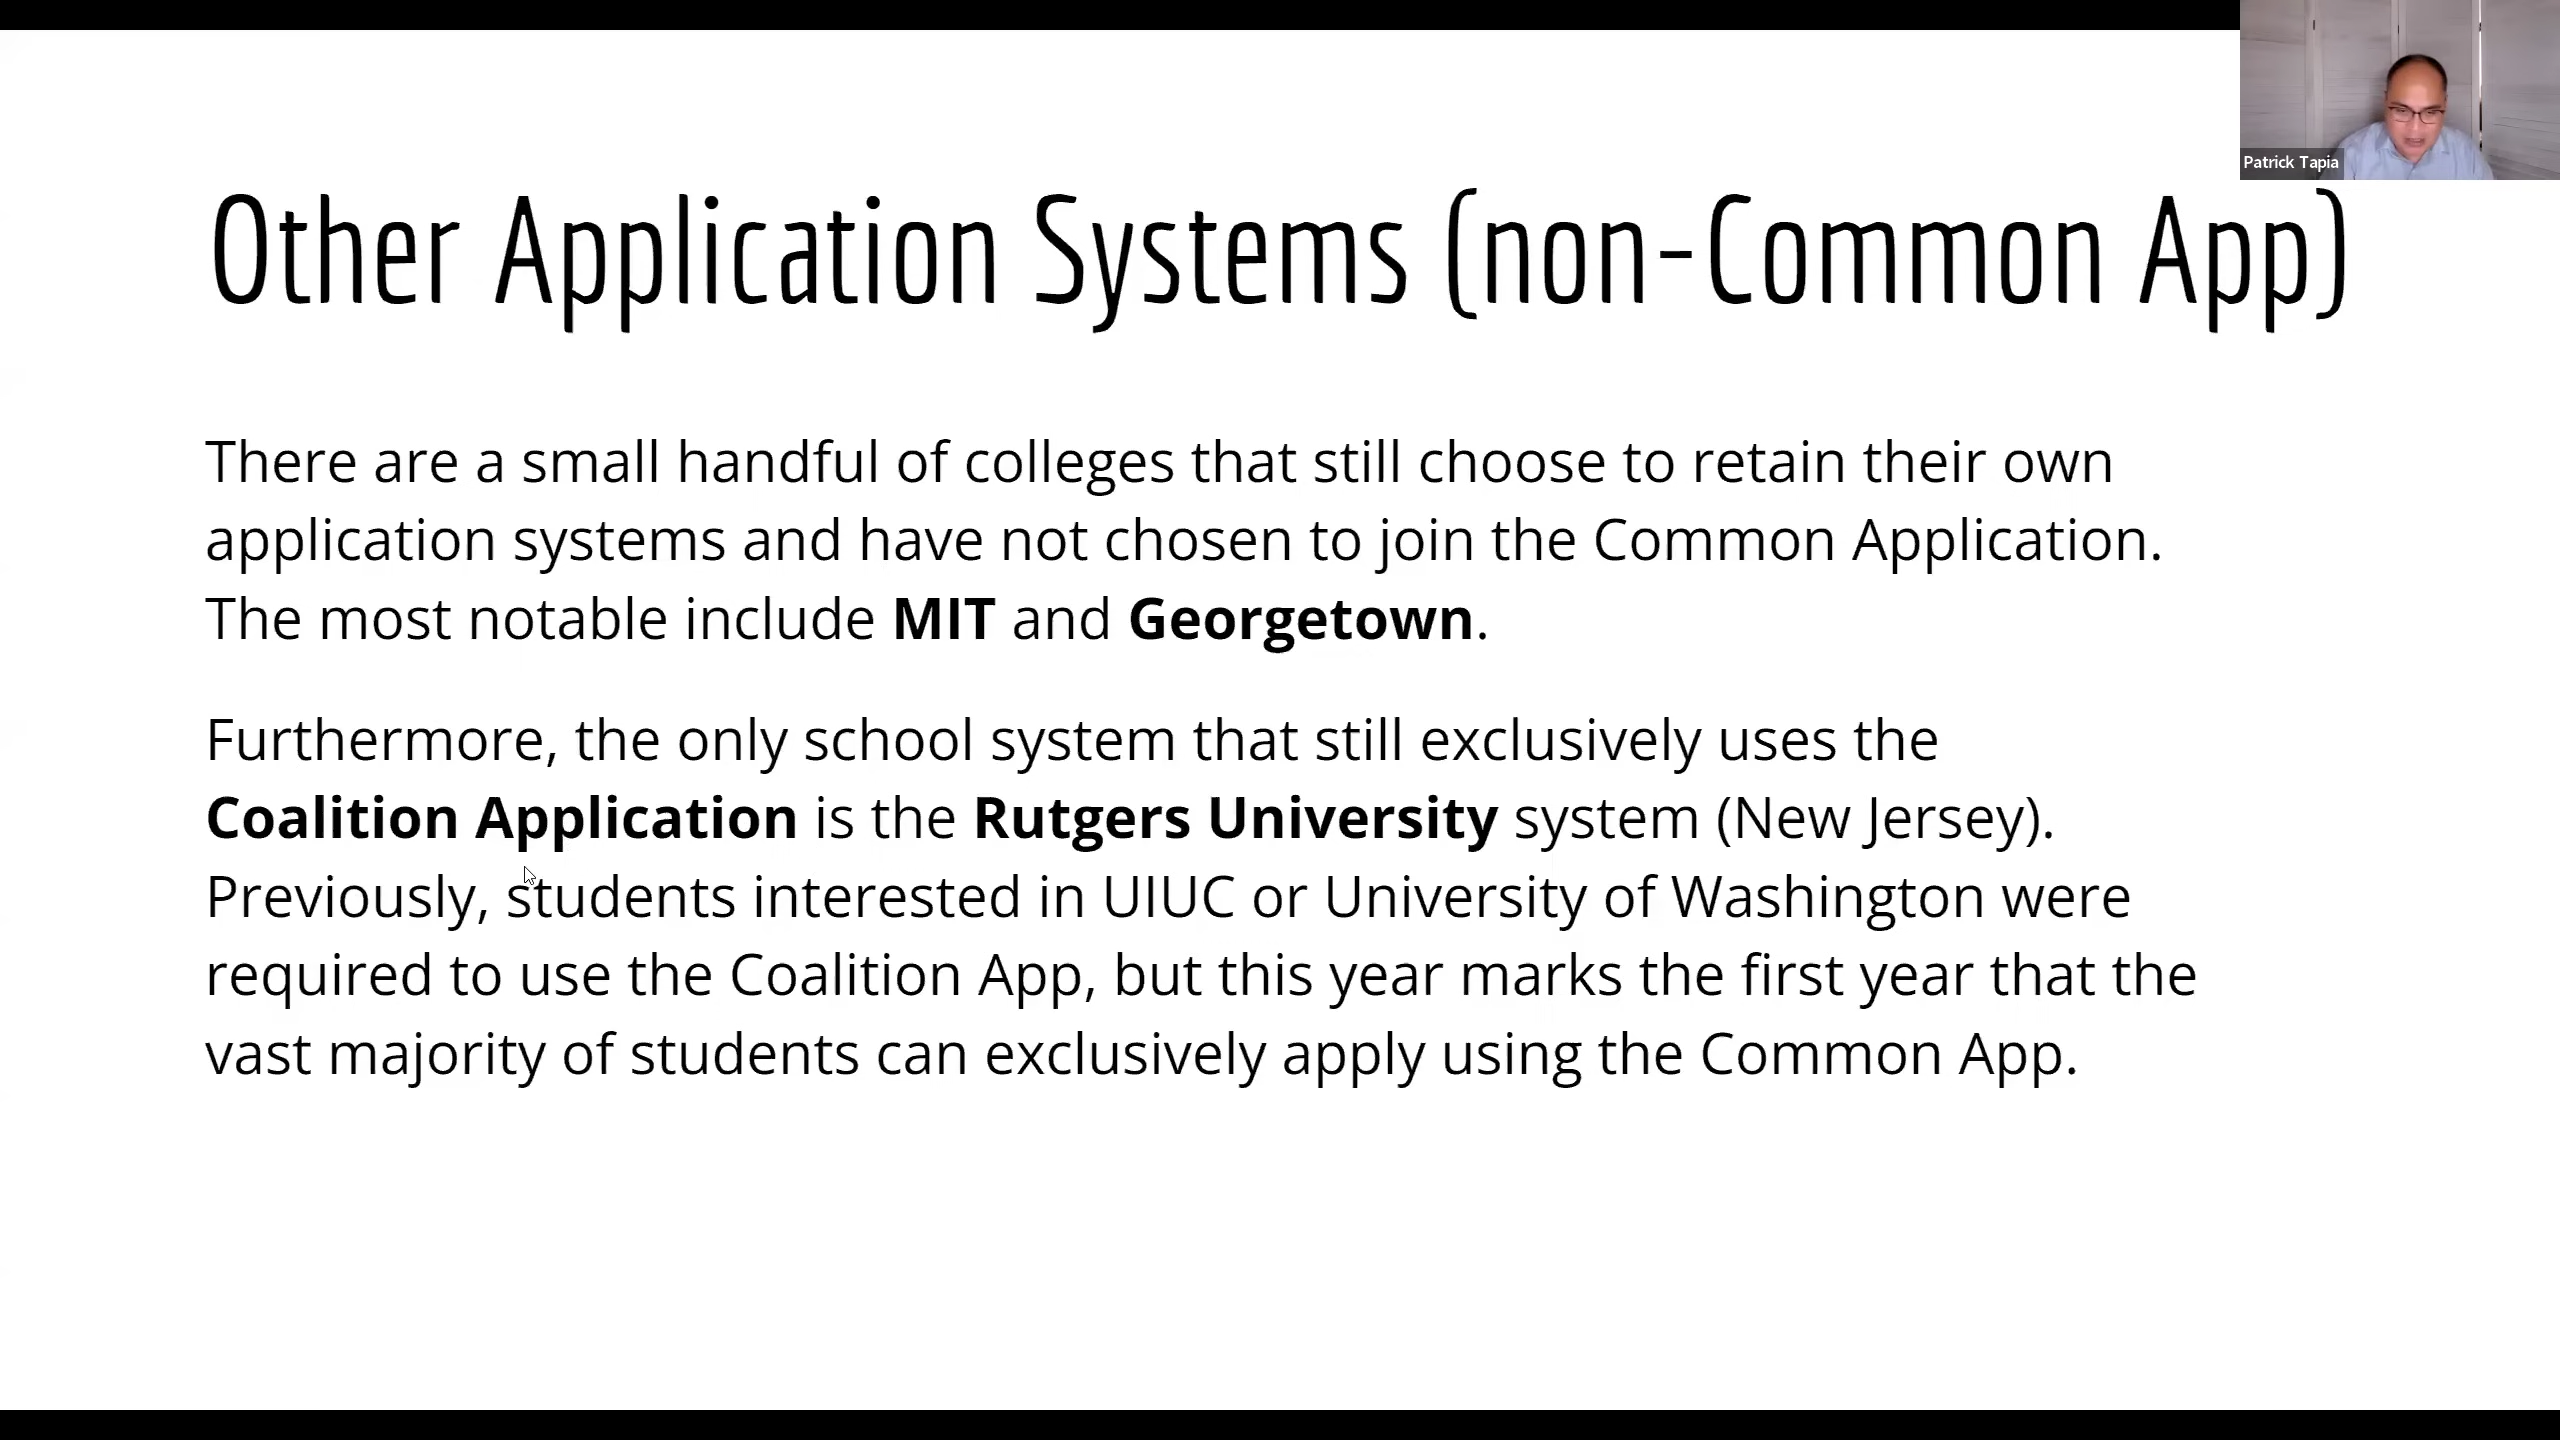 Patrick Tapia
Other Application Systems (non-Common App)
There are a small handful of colleges that still choose to retain their own
application systems and have not chosen to join the Common Application.
The most notable include MIT and Georgetown.
Furthermore, the only school system that still exclusively uses the
Coalition Application is the Rutgers University system (New Jersey).
Previously, students interested in UIUC or University of Washington were
required to use the Coalition App, but this year marks the first year that the
vast majority of students can exclusively apply using the Common App.